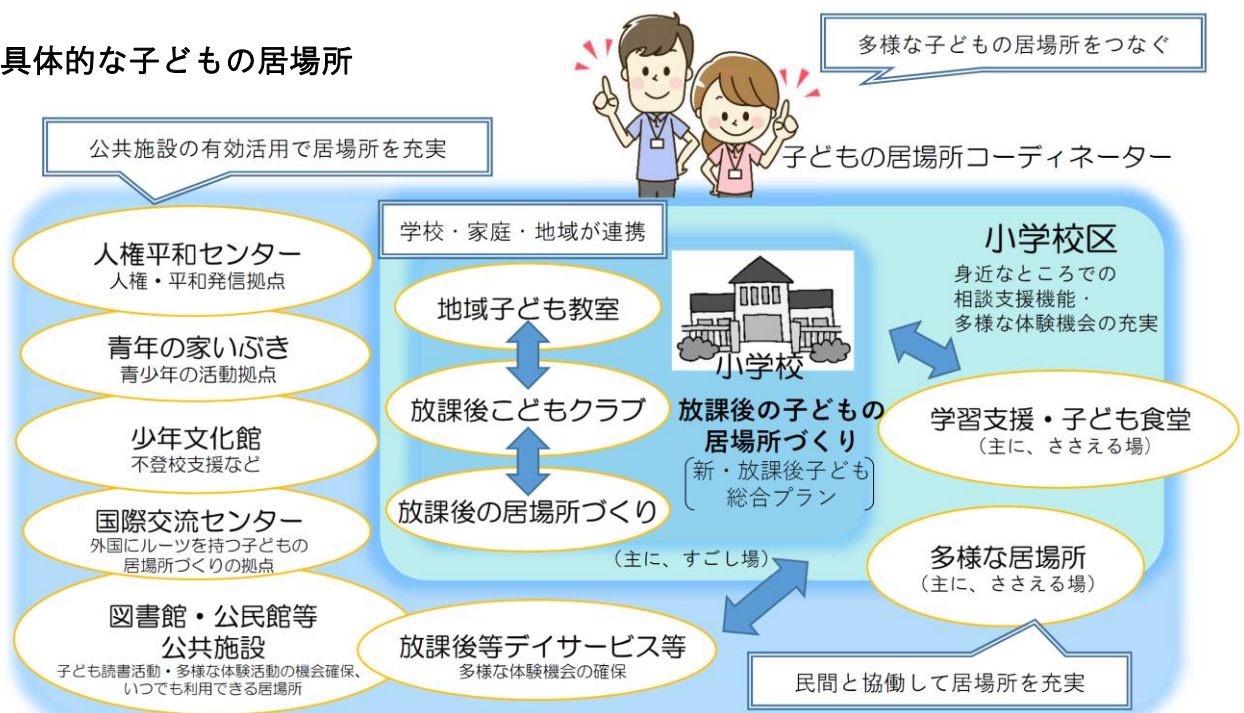 具体的な子どもの居場所
多様な子どもの居場所をつなぐ
子どもの居場所コーディネーター
公共施設の有効活用で居場所を充実
人権平和センター
人権・平和発信拠点
青年の家いぶき
青少年の活動拠点
少年文化館
不登校支援など
国際交流センター
外国にルーツを持つ子どもの
居場所づくりの拠点
図書館・公民館等
公共施設
子ども読書活動・多様な体験活動の機会確保、
いつでも利用できる居場所
学校・家庭・地域が連携
地域子ども教室
放課後こどもクラブ
放課後の居場所づくり
小学校
放課後の子どもの
居場所づくり
新・放課後子ども
総合プラン
(主に、すごし場)
小学校区
身近なところでの
相談支援機能・
多様な体験機会の充実
学習支援・子ども食堂
(主に、ささえる場)
多様な居場所
(主に、ささえる場)
放課後等デイサービス等
多様な体験機会の確保
民間と協働して居場所を充実